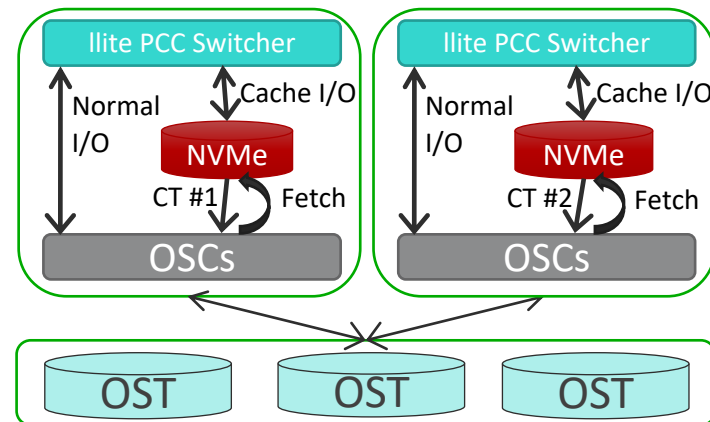 llite PCC Switcher
Normal
I/O
Cache I/O
NVMe
CT #1
Fetch
OSCs
llite PCC Switcher
Normal
I/O
Cache I/O
NVMe
CT #2
Fetch
OSCs
OST
OST
OST